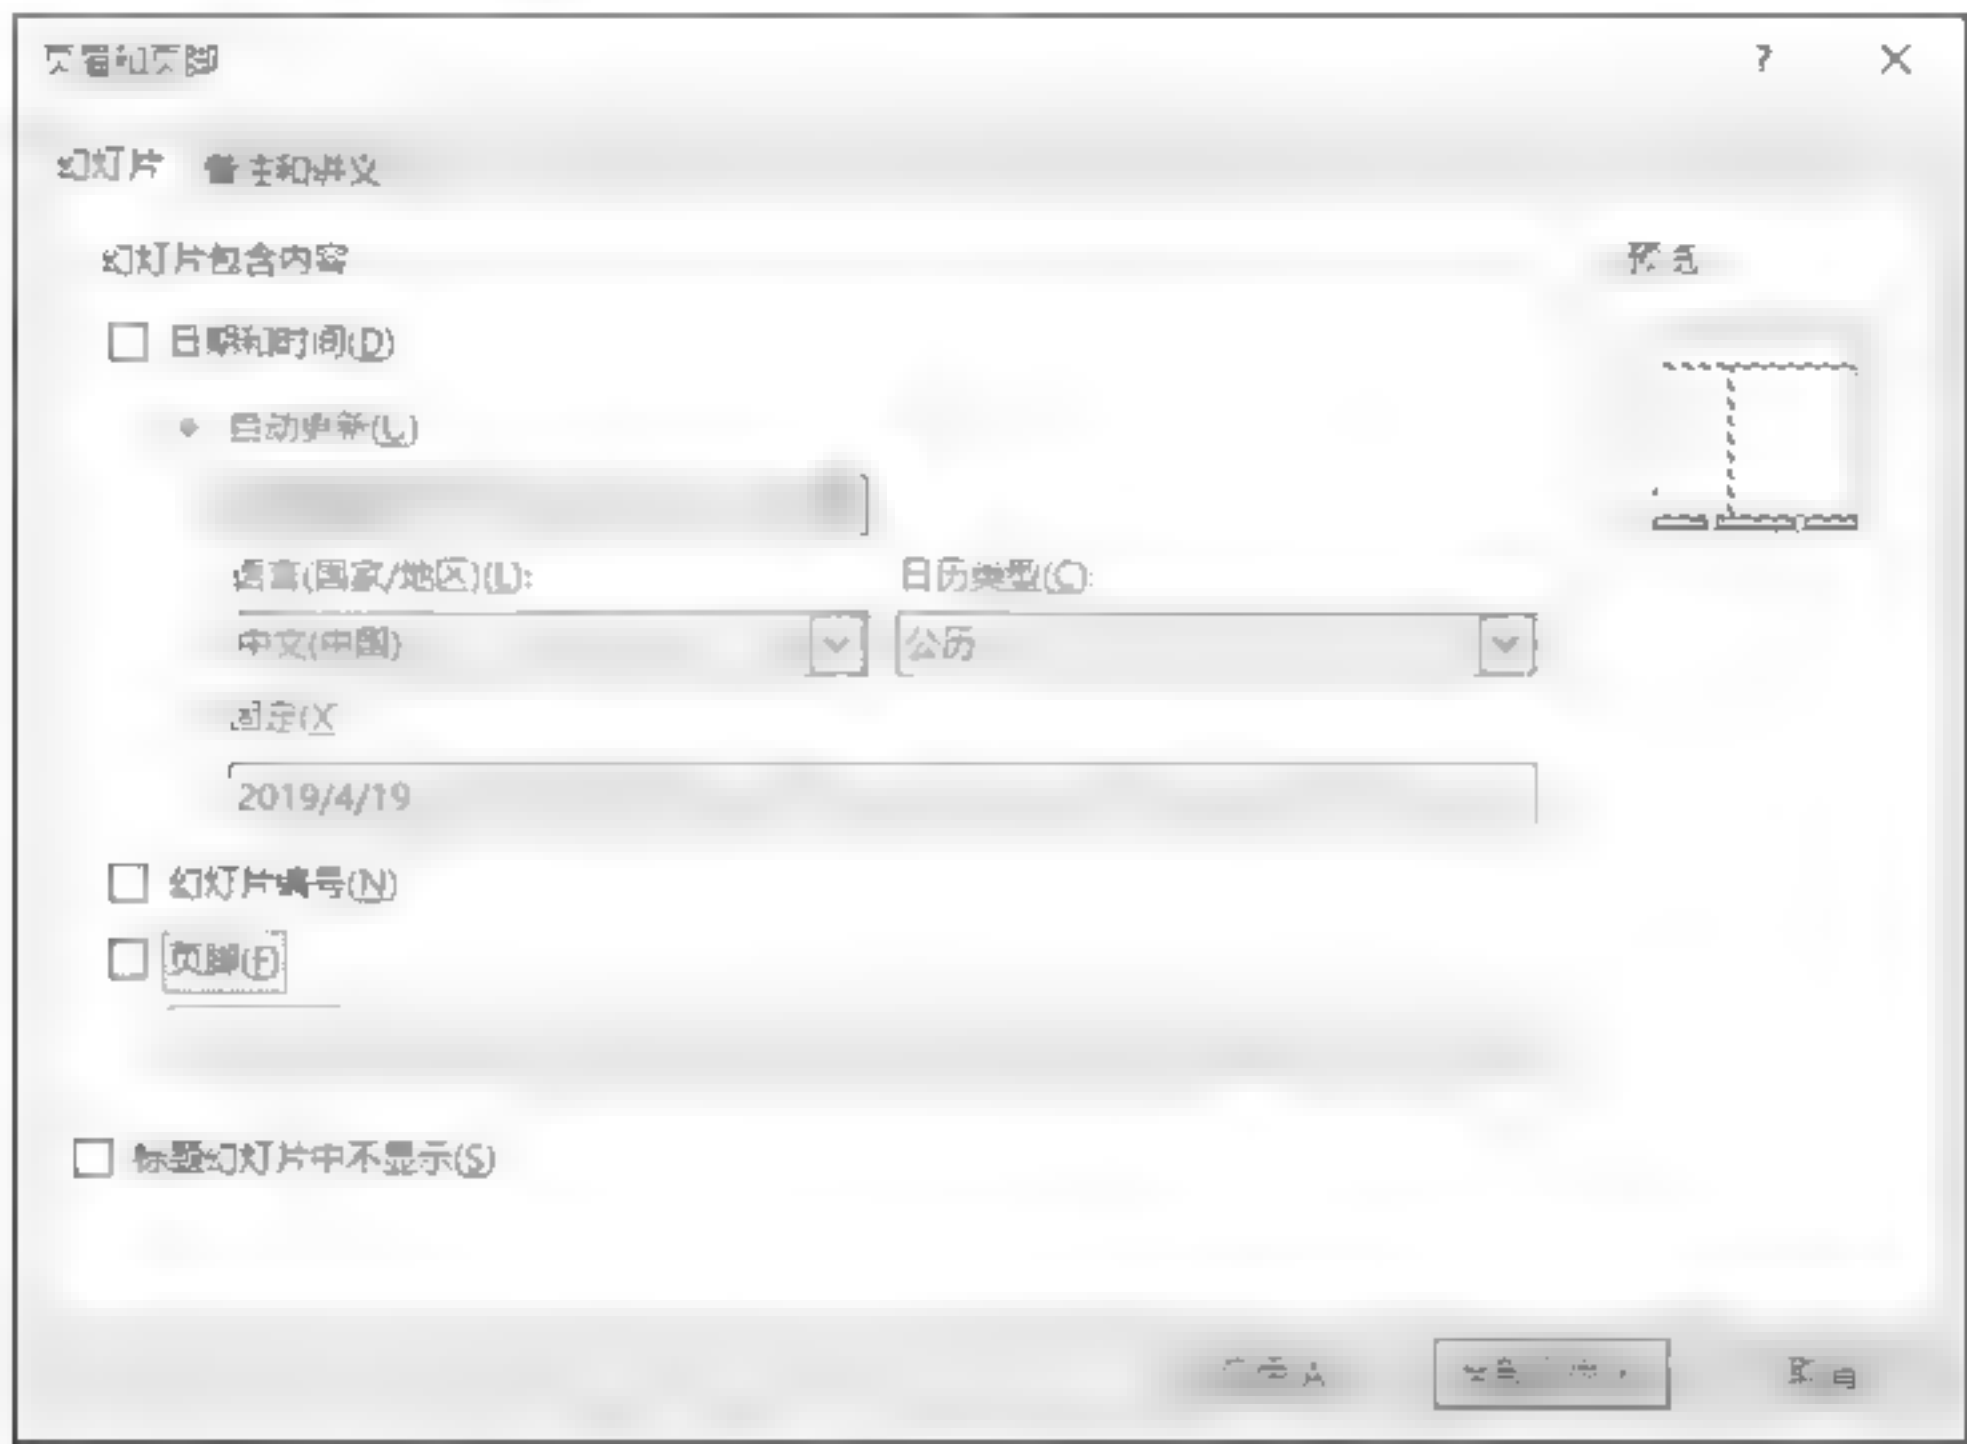 页眉和页脚
幻灯片 备注和讲义
幻灯片包含内容
预览
日期和时间(D)
自动更新(U)
语言(国家/地区)(L): 日历类型(C):
中文(中国) 公历
固定(X
2019/4/19
幻灯片编号(N)
页脚(F)
标题幻灯片中不显示(S)